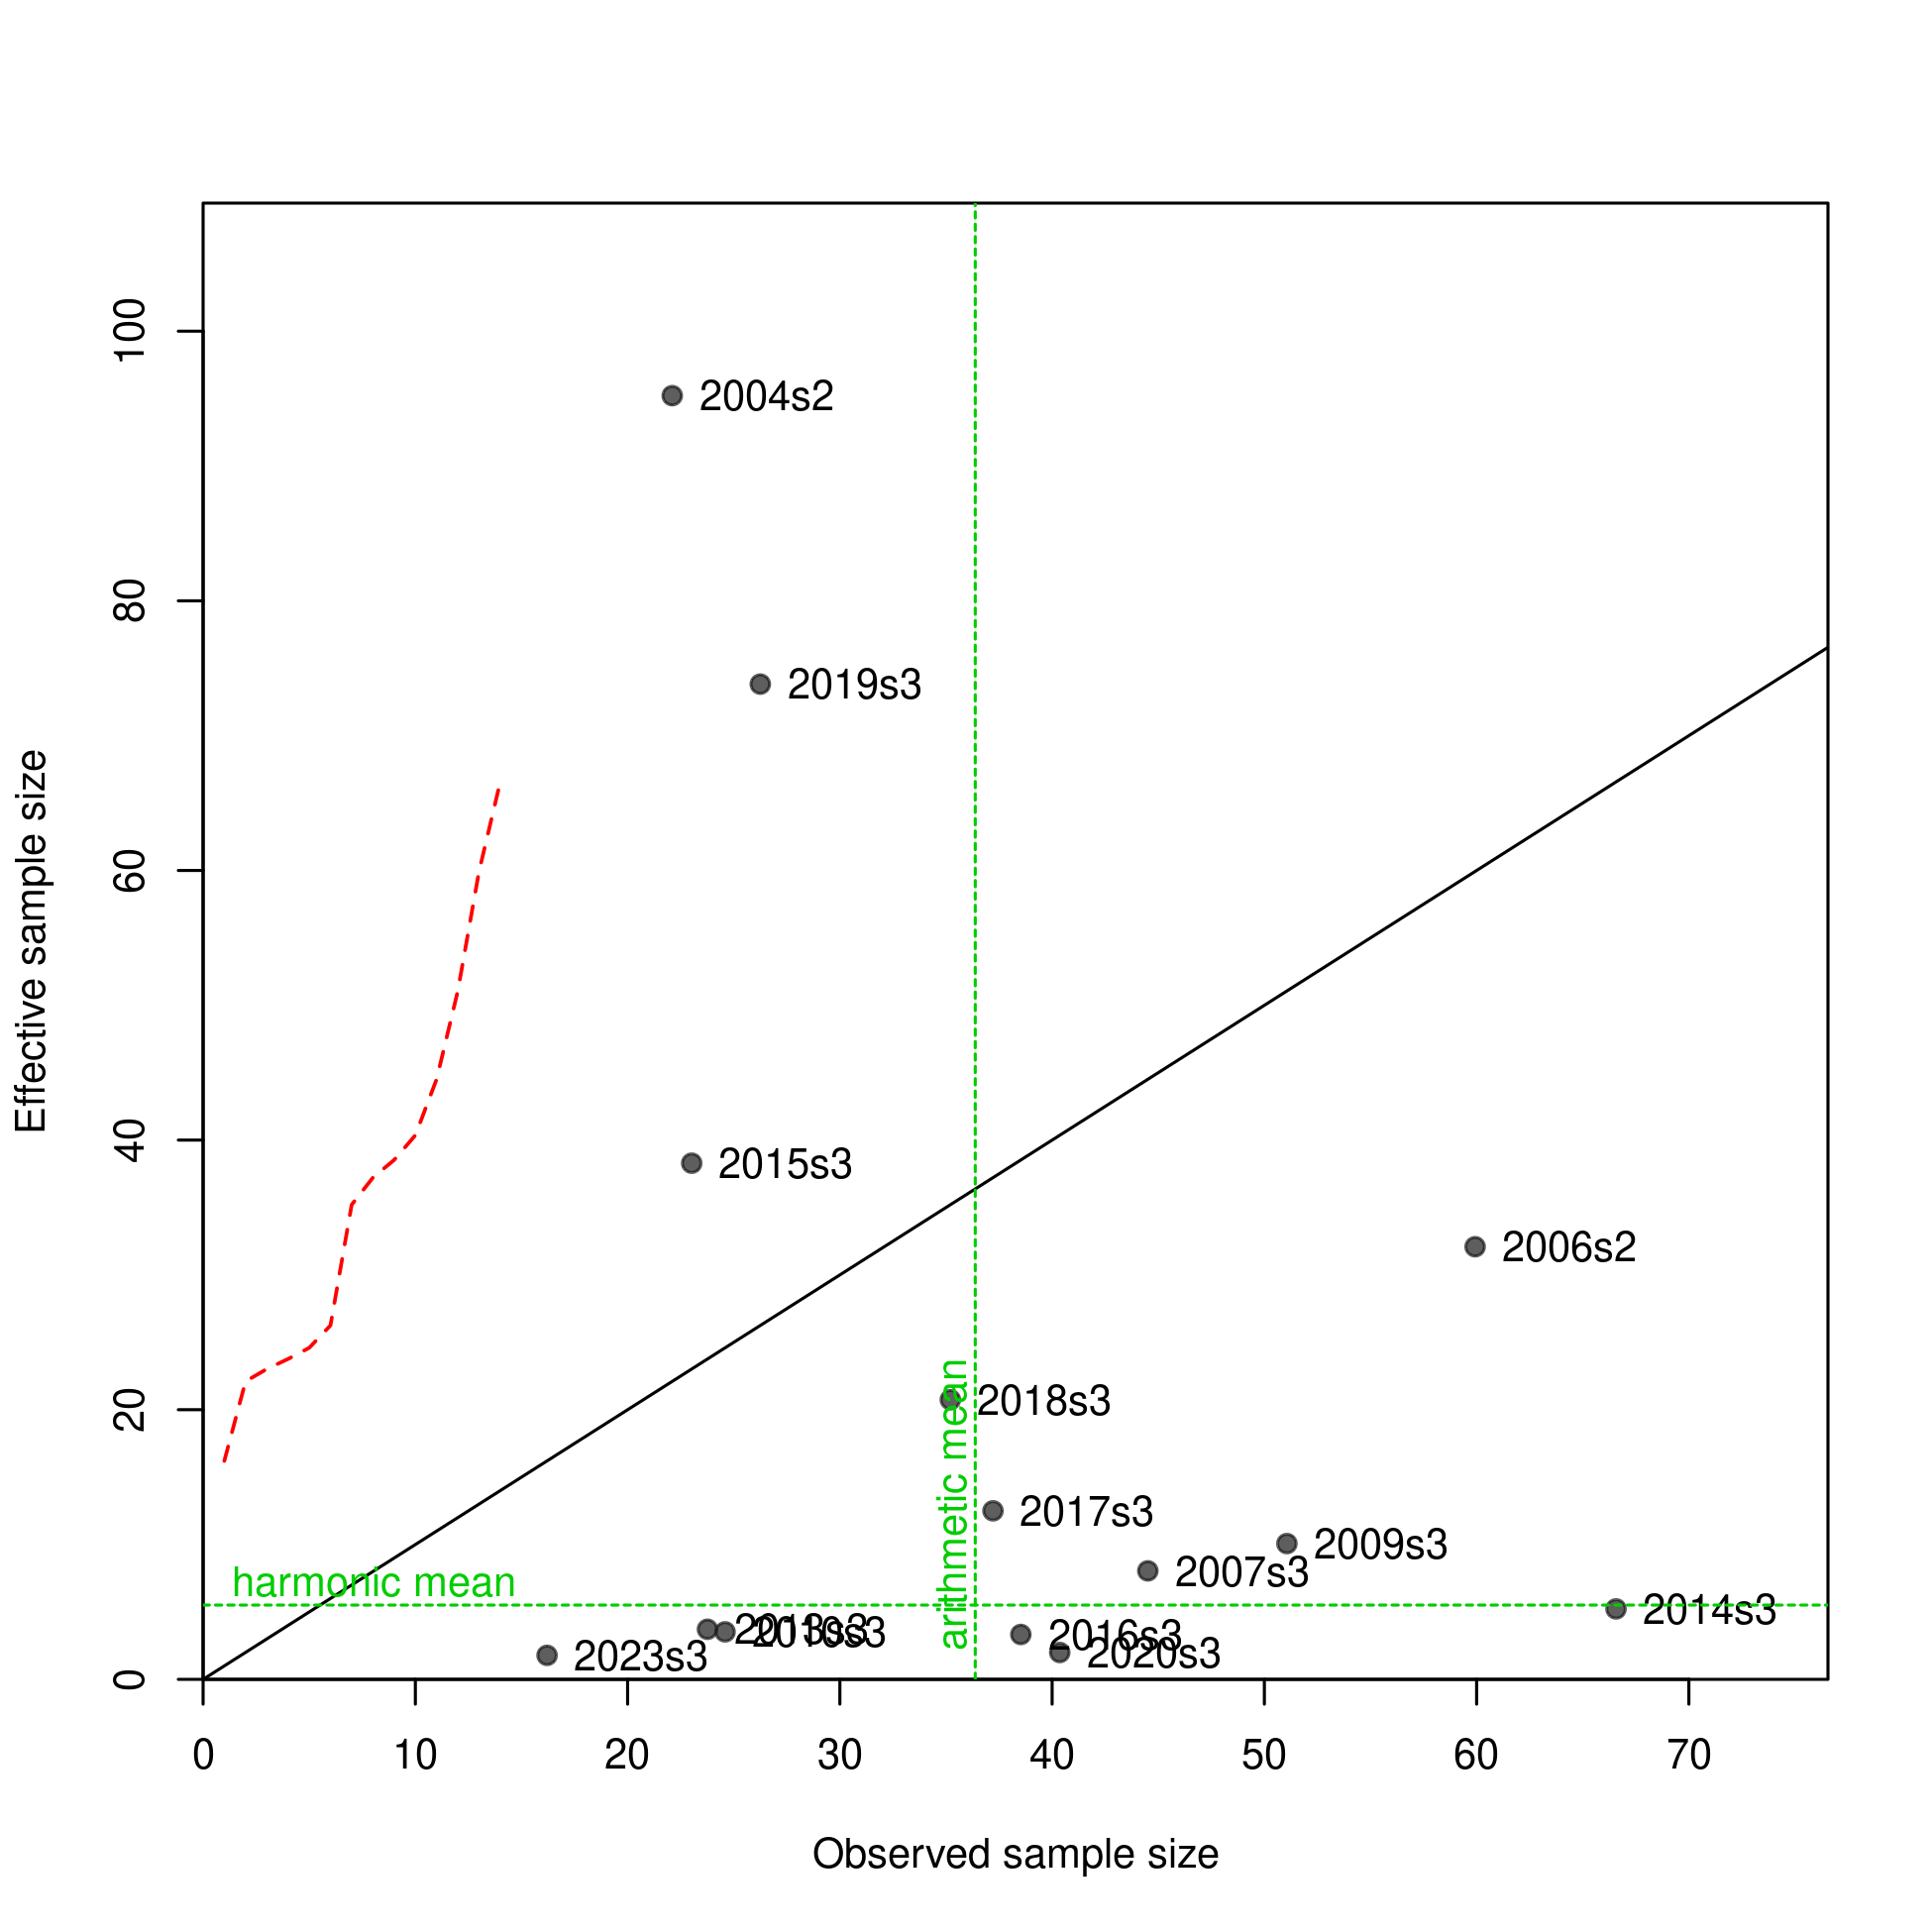 100
2004s2
80
2019s3
Effective sample size
60
40
2015s3
2006s2
20
2018s3
arithmetic mean
2017s3
2009s3
2007s3
harmonic mean
2014s3
2016s3
2020s3
2023s3
0
0 10 20 30 40 50 60 70
Observed sample size